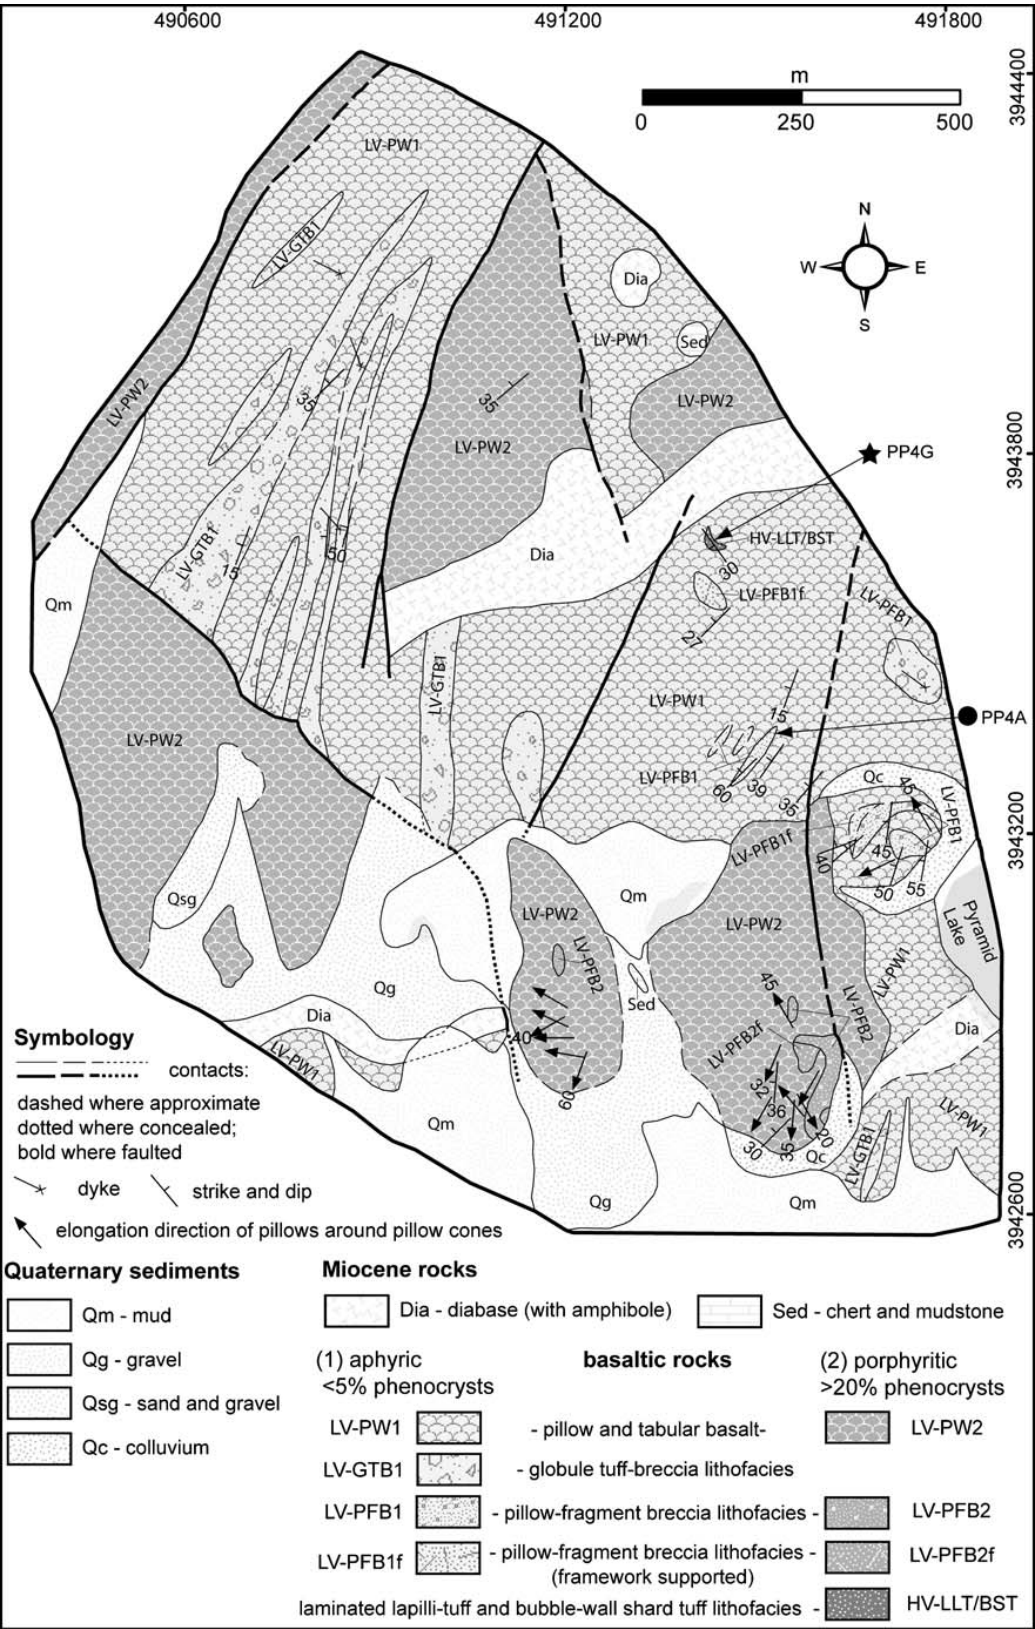 490600 491200 491800
3944400
m
0 250 500
LV-PW1
N
W E
S
LV-GTB1
Dia
LV-PW1
Sed
LV-PW2
35
35
LV-PW2
LV-PW2
PP4G
LV-GTB1
15
50
Dia
HV-LLT/BST
30
LV-PFB1f
27
LV-PFB1
3943800
Qm
LV-GTB1
LV-PW1
15
PP4A
LV-PW2
LV-PFB1
60
39
35
Qc
45
LV-PFB1
LV-PFB1f
40
45
50
55
3943200
Qsg
Qm
LV-PW2
LV-PFB2
LV-PW2
Pyramid
Lake
LV-PW1
Qg
Sed
45
LV-PFB2
LV-PFB2f
Dia
Dia
40
LV-PW1
60
32
36
20
30
35
Qc
LV-GTB1
LV-PW1
Qm
Qg
Qm
3942600
Symbology
contacts:
dashed where approximate
dotted where concealed;
bold where faulted
dyke strike and dip
elongation direction of pillows around pillow cones
Quaternary sediments
Qm - mud
Qg - gravel
Qsg - sand and gravel
Qc - colluvium
Miocene rocks
Dia - diabase (with amphibole) Sed - chert and mudstone
(1) aphyric basaltic rocks (2) porphyritic
<5% phenocrysts >20% phenocrysts
LV-PW1 - pillow and tabular basalt- LV-PW2
LV-GTB1 - globule tuff-breccia lithofacies
LV-PFB1 - pillow-fragment breccia lithofacies - LV-PFB2
LV-PFB1f - pillow-fragment breccia lithofacies - LV-PFB2f
(framework supported)
laminated lapilli-tuff and bubble-wall shard tuff lithofacies - HV-LLT/BST